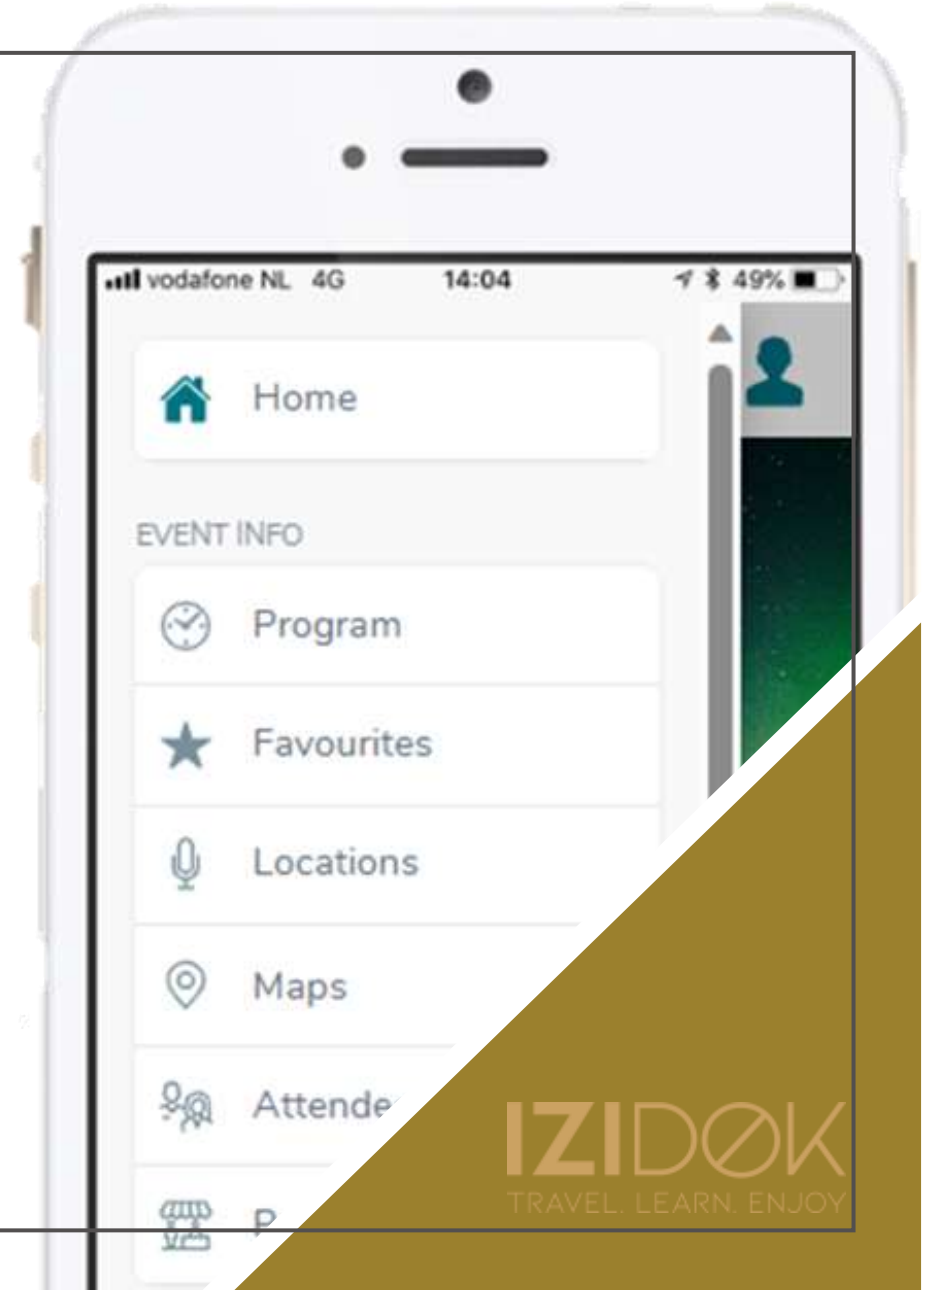 vodafone NL 4G 14:04 49%
Home
EVENT INFO
Program
Favourites
Locations
Maps
IZIDØK
TRAVEL. LEARN. ENJOY